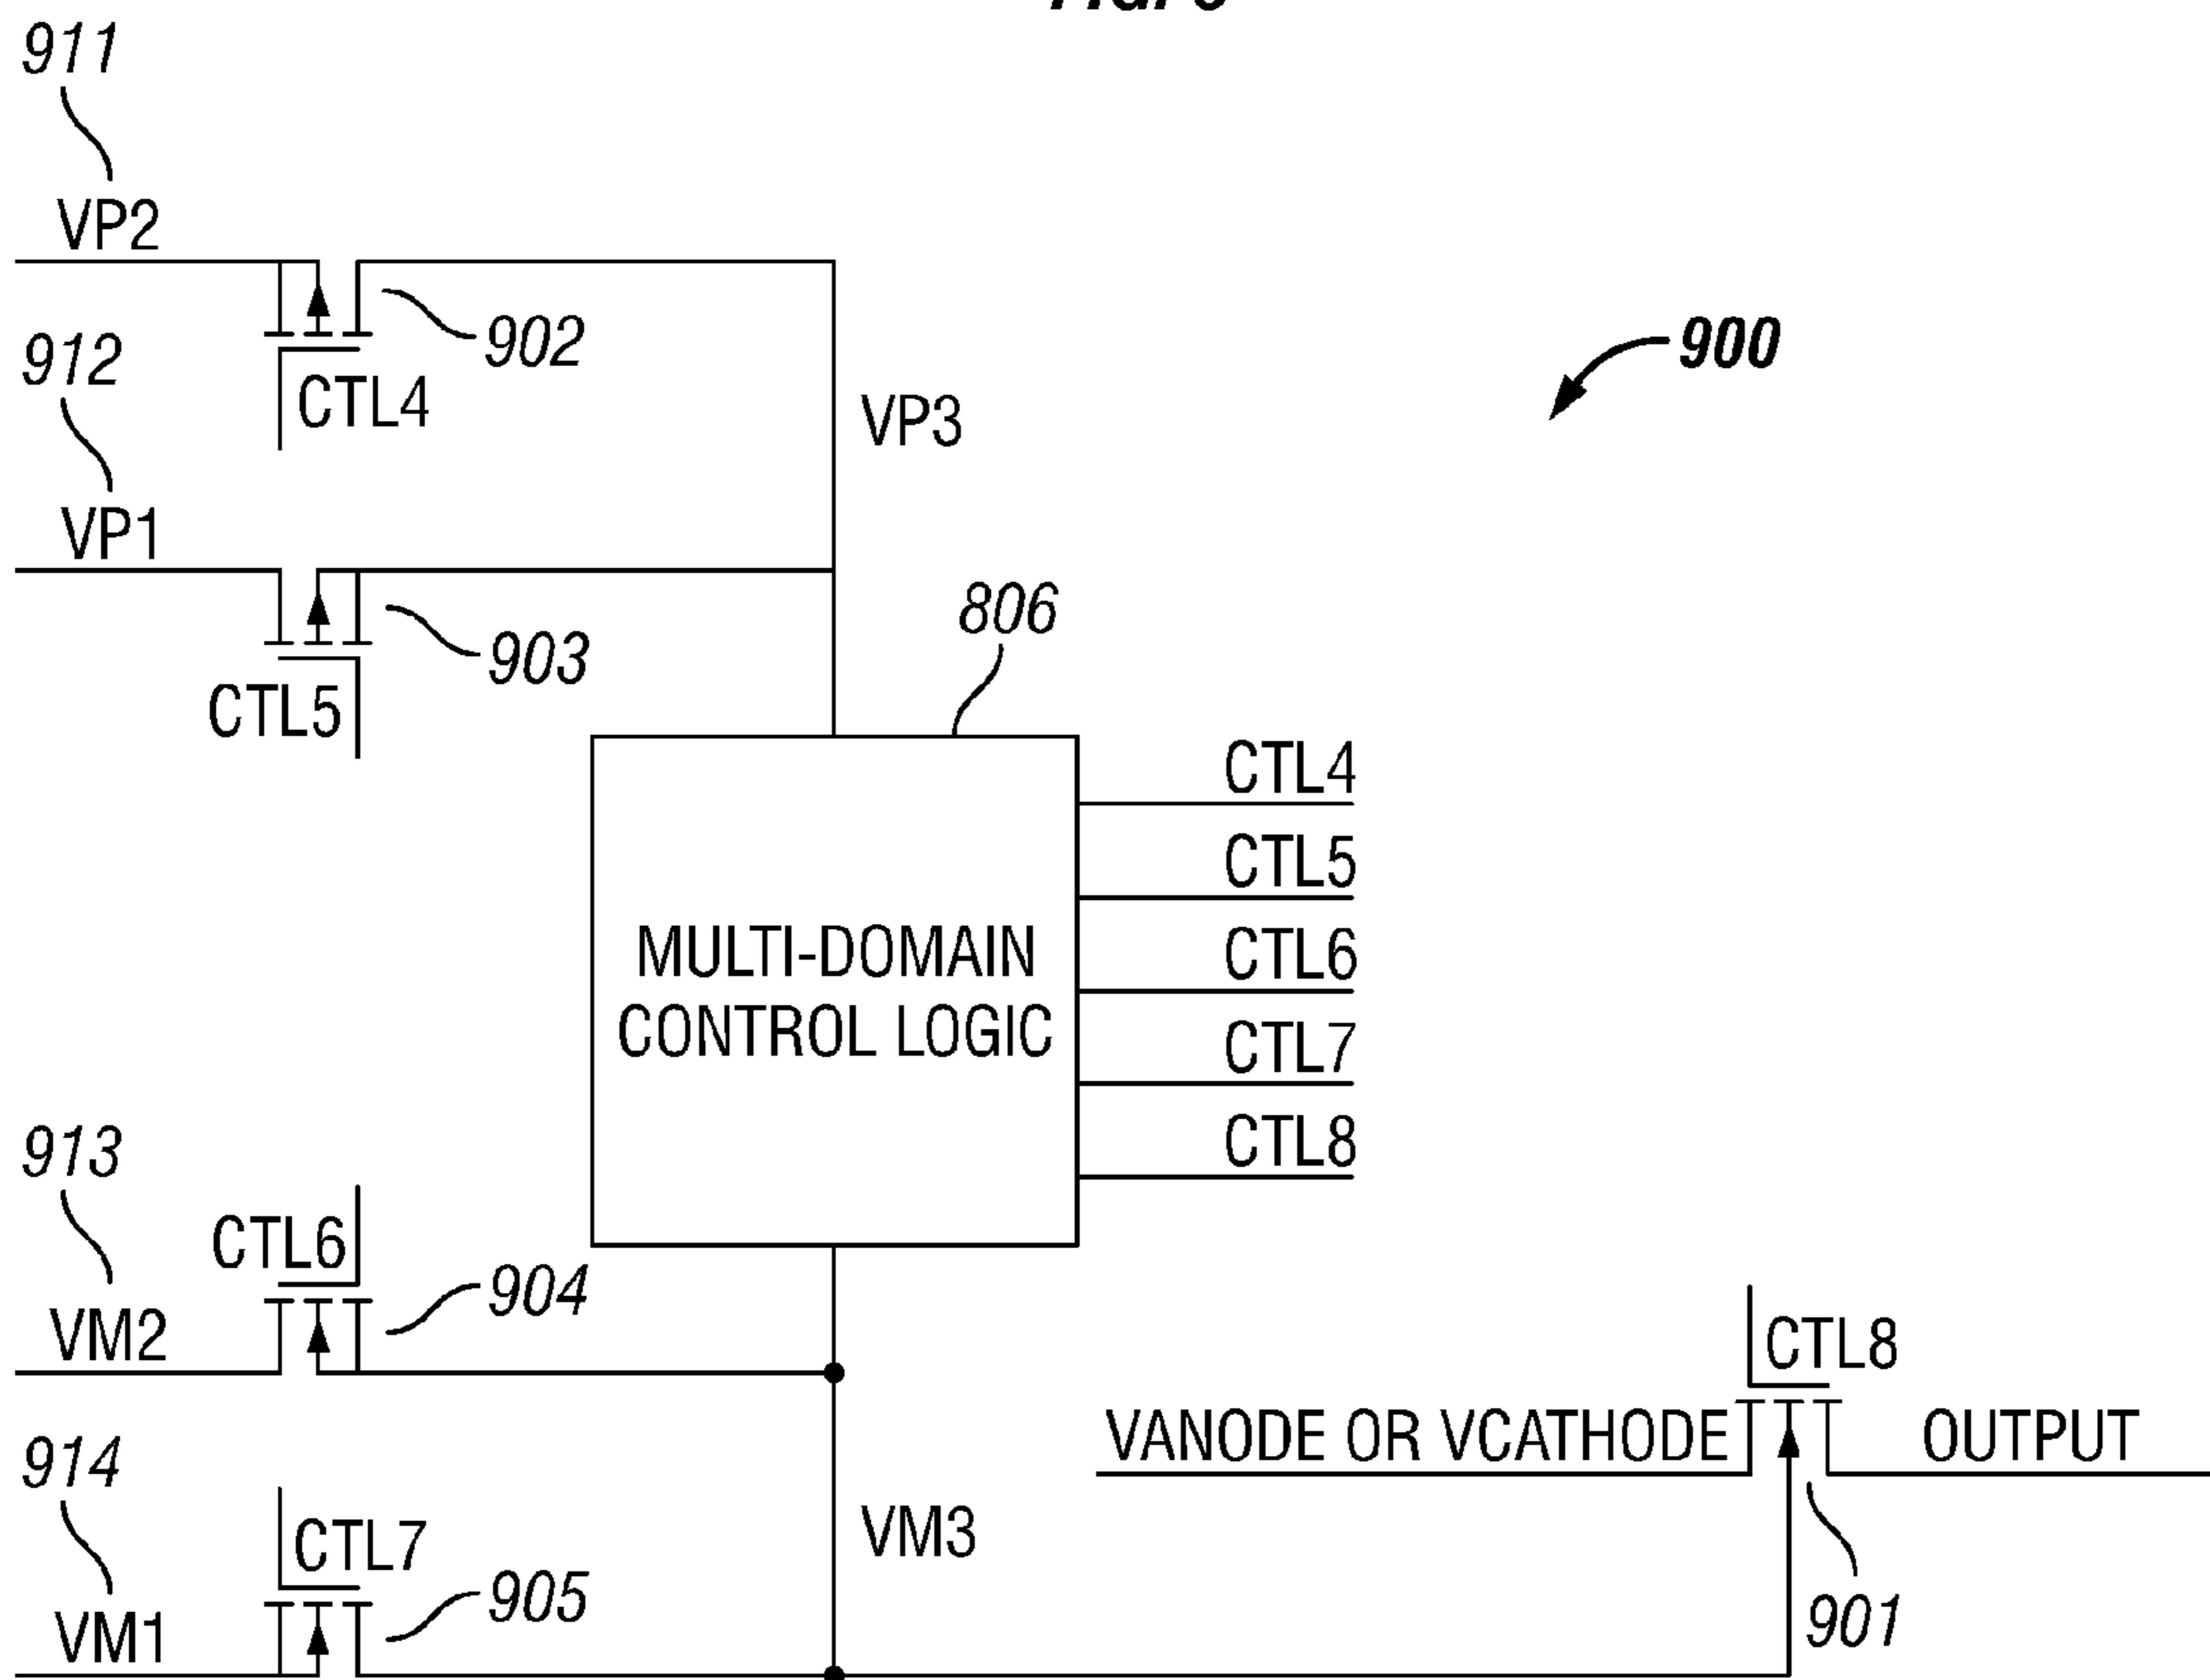 911
VP2
902
CTL4
912
VP1
903
CTL5
VP3
900
806
MULTI-DOMAIN
CONTROL LOGIC
CTL4
CTL5
CTL6
CTL7
CTL8
913
CTL6
904
VM2
914
CTL7
905
VM1
VM3
CTL8
VANODE OR VCATHODE
OUTPUT
901